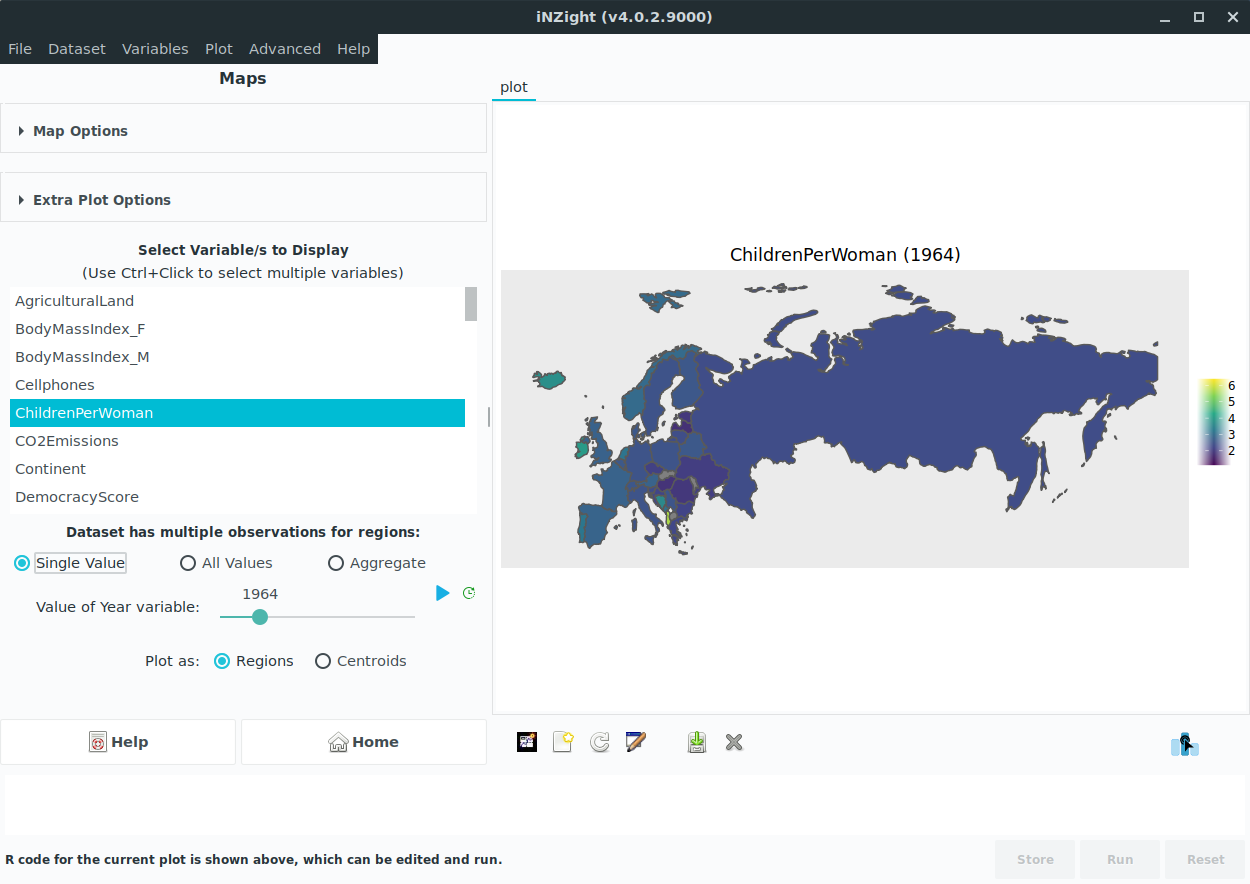 iNZight (v4.0.2.9000)
File Dataset Variables Plot Advanced Help
Maps
Map Options
Extra Plot Options
Select Variable/s to Display
(Use Ctrl+Click to select multiple variables)
AgriculturalLand
BodyMassIndex_F
BodyMassIndex_M
Cellphones
ChildrenPerWoman
CO2Emissions
Continent
DemocracyScore
Dataset has multiple observations for regions:
Single Value All Values Aggregate
1964
Value of Year variable:
Plot as: Regions Centroids
Help Home
plot
ChildrenPerWoman (1964)
6
5
4
3
2
R code for the current plot is shown above, which can be edited and run.
Store Run Reset